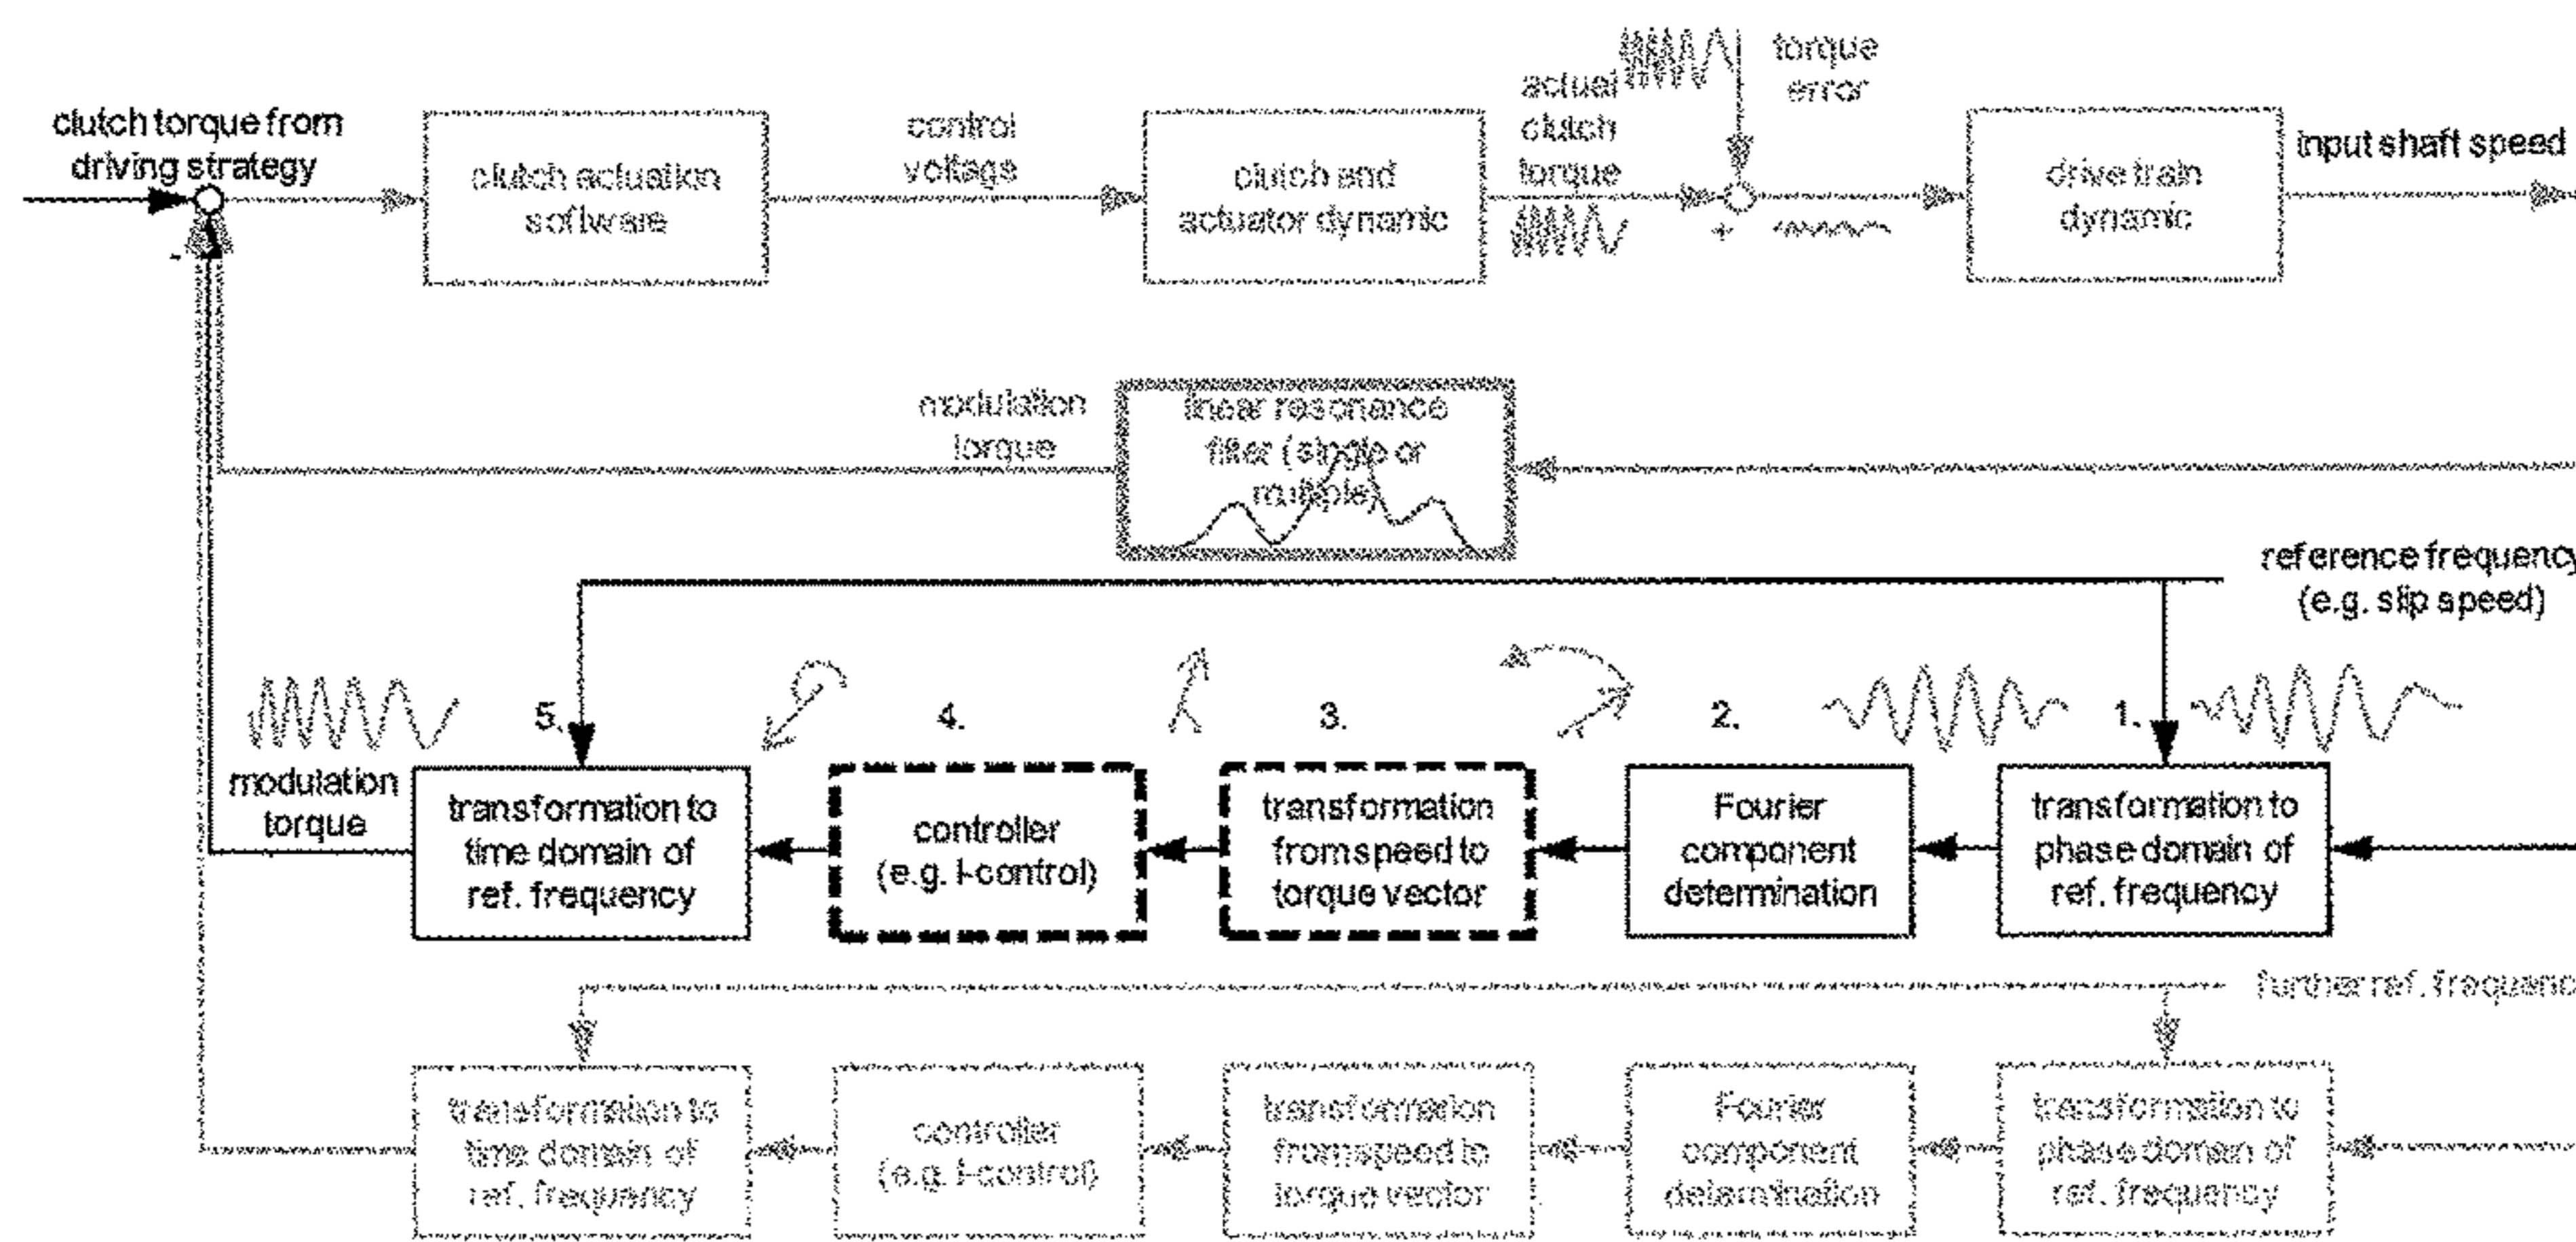 clutch torque from
driving strategy
-
clutch actuation
software
control
voltage
clutch and
actuator dynamic
actual
clutch
torque
torque
error
+
drive train
dynamic
input shaft speed
modulation
torque
linear resonance
filter (single or
multiple)
reference frequency
(e.g. slip speed)
5.
4.
3.
2.
1.
modulation
torque
transformation to
time domain of
ref. frequency
controller
(e.g. I-control)
transformation
from speed to
torque vector
Fourier
component
determination
transformation to
phase domain of
ref. frequency
further ref. frequenc
transformation to
time domain of
ref. frequency
controller
(e.g. I-control)
transformation
from speed to
torque vector
Fourier
component
determination
transformation to
phase domain of
ref. frequency